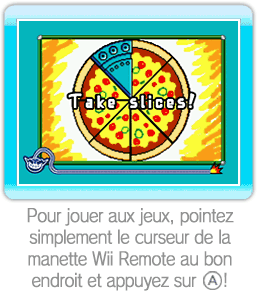 Take slices!
Pour jouer aux jeux, pointez
simplement le curseur de la
manette Wii Remote au bon
endroit et appuyez sur Ⓐ!